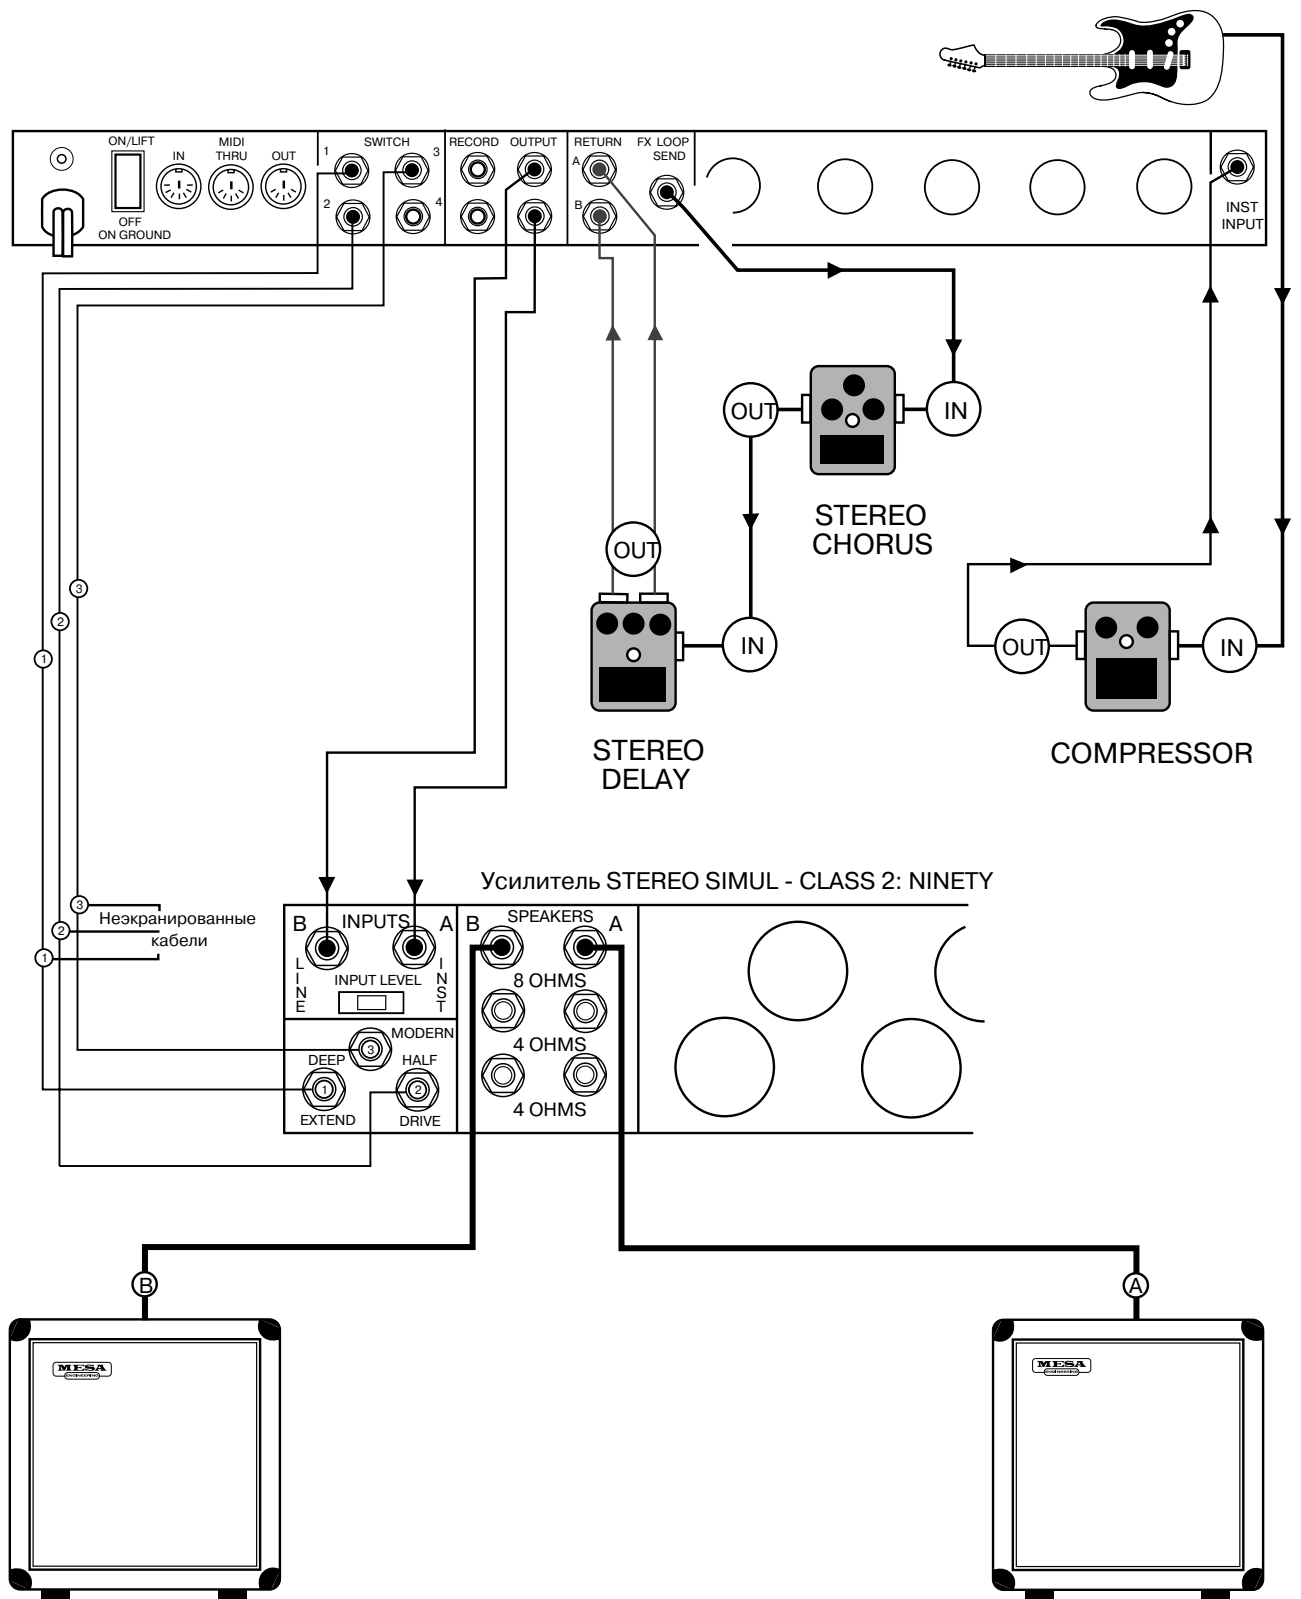 ON/LIFT
OFF
ON GROUND
MIDI
IN
THRU
OUT
SWITCH
1
3
2
4
RECORD
OUTPUT
RETURN
A
B
FX LOOP
SEND
INST
INPUT
OUT
IN
STEREO
CHORUS
OUT
IN
STEREO
DELAY
OUT
IN
COMPRESSOR
3
2
1
3
2
1
Неэкранированные
кабели
Усилитель STEREO SIMUL - CLASS 2: NINETY
B
INPUTS
A
LINE
INPUT LEVEL
INST
MODERN
3
DEEP
HALF
1
2
EXTEND
DRIVE
B
SPEAKERS
A
8 OHMS
4 OHMS
4 OHMS
B
A
MESA
ENGINEERING
MESA
ENGINEERING